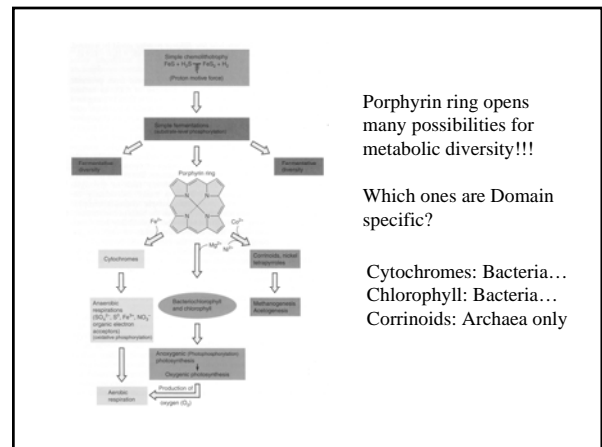 Simple chemolithotrophy
FeS + H₂S → FeS₂ + H₂
(Proton motive force)
Simple fermentations
(substrate-level phosphorylation)
Fermentative
diversity
Fermentative
diversity
Porphyrin ring
N
N
N
N
Fe²⁺
Mg²⁺
Ni²⁺
Co²⁺
Cytochromes
Corrinoids, nickel
tetrapyrroles
Bacteriochlorophyll
and chlorophyll
Anaerobic
respirations
(SO₄²⁻, S⁰, Fe³⁺, NO₃⁻
organic electron
acceptors)
(oxidative phosphorylation)
Methanogenesis
Acetogenesis
Anoxygenic (Photophosphorylation)
photosynthesis
Oxygenic photosynthesis
Aerobic
respiration
Production of
oxygen (O₂)
Porphyrin ring opens
many possibilities for
metabolic diversity!!!
Which ones are Domain
specific?
Cytochromes: Bacteria…
Chlorophyll: Bacteria…
Corrinoids: Archaea only